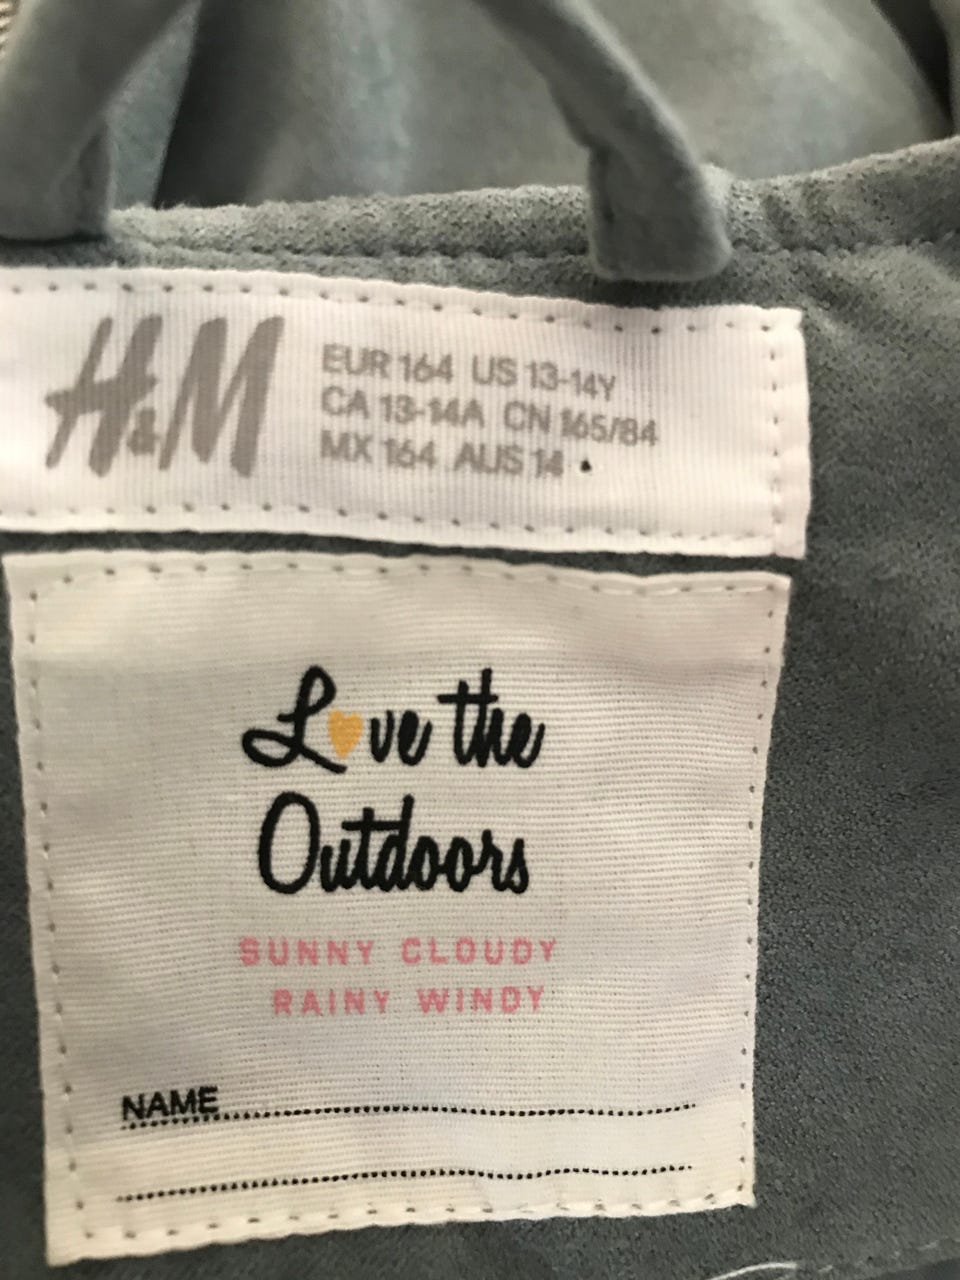 H&M
EUR 164 US 13-14Y
CA 13-14A CN 165/84
MX 164 AUS 14
Love the
Outdoors
SUNNY CLOUDY
RAINY WINDY
NAME